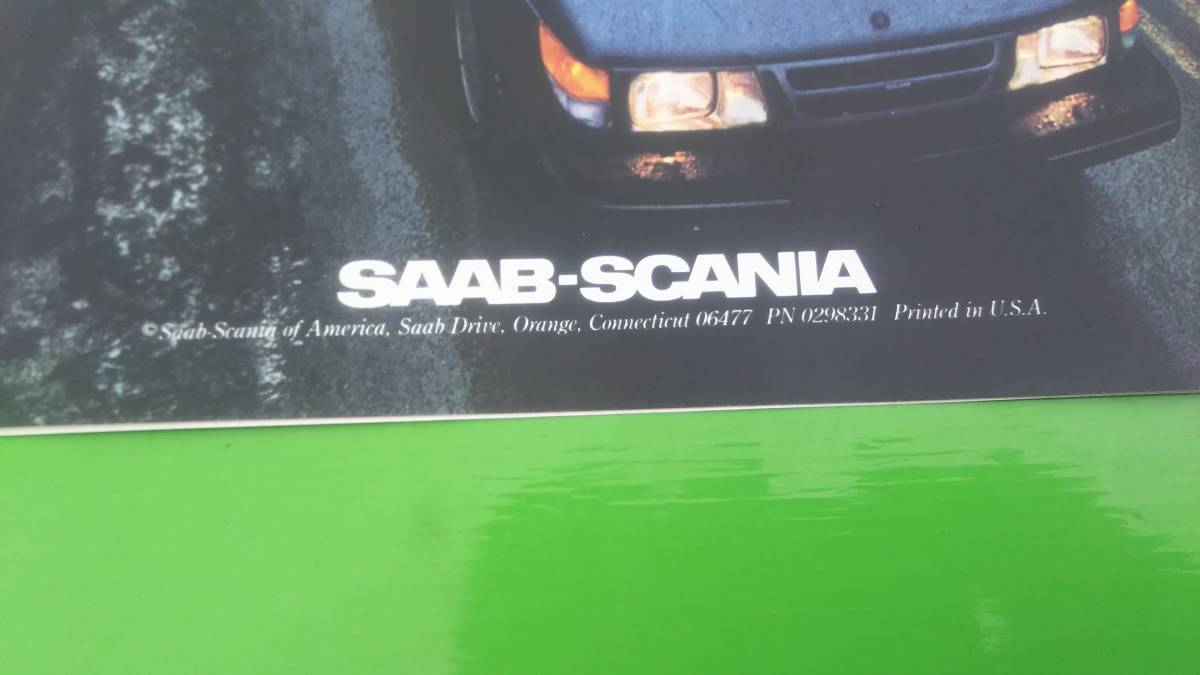 SAAB-SCANIA
© Saab-Scania of America, Saab Drive, Orange, Connecticut 06477 PN 0298331 Printed in U.S.A.